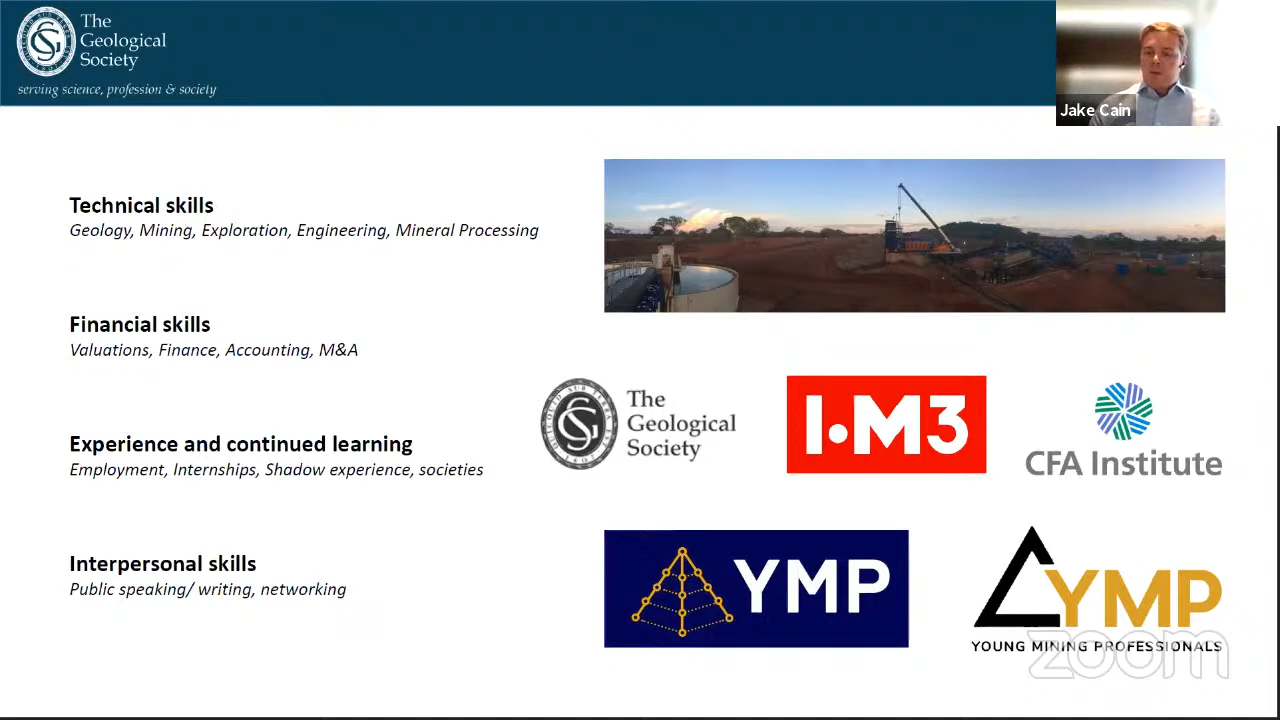 The
Geological
Society
serving science, profession & society
Jake Cain
Technical skills
Geology, Mining, Exploration, Engineering, Mineral Processing
Financial skills
Valuations, Finance, Accounting, M&A
Experience and continued learning
Employment, Internships, Shadow experience, societies
Interpersonal skills
Public speaking/ writing, networking
The
Geological
Society
I•M3
CFA Institute
YMP
YMP
YOUNG MINING PROFESSIONALS
zoom